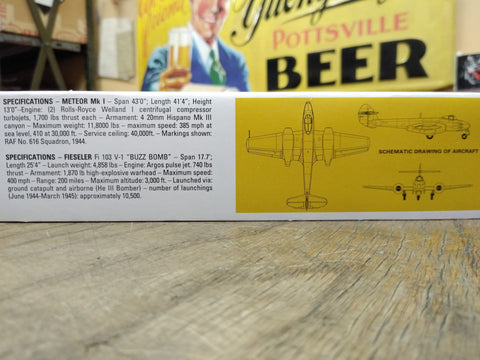 Yuengling's
POTTSVILLE
BEER
SPECIFICATIONS – METEOR Mk I – Span 43'0"; Length 41'4"; Height
13'0"–Engine: (2) Rolls-Royce Welland I centrifugal compressor
turbojets, 1,700 lbs thrust each – Armament: 4 20mm Hispano Mk III
canyon – Maximum weight: 11,8000 lbs – maximum speed: 385 mph at
sea level, 410 at 30,000 ft. – Service ceiling: 40,000ft. – Markings shown:
RAF No. 616 Squadron, 1944.
SPECIFICATIONS – FIESELER Fi 103 V-1 "BUZZ BOMB" – Span 17.7';
Length 25'4" – Launch weight: 4,858 lbs – Engine: Argos pulse jet. 740 lbs
thrust – Armament: 1,870 lb high-explosive warhead – Maximum speed:
400 mph – Range: 200 miles – Maximum altitude: 3,000 ft. – Launched via:
ground catapult and airborne (He III Bomber) – number of launchings
(June 1944-March 1945): approximately 10,500.
SCHEMATIC DRAWING OF AIRCRAFT